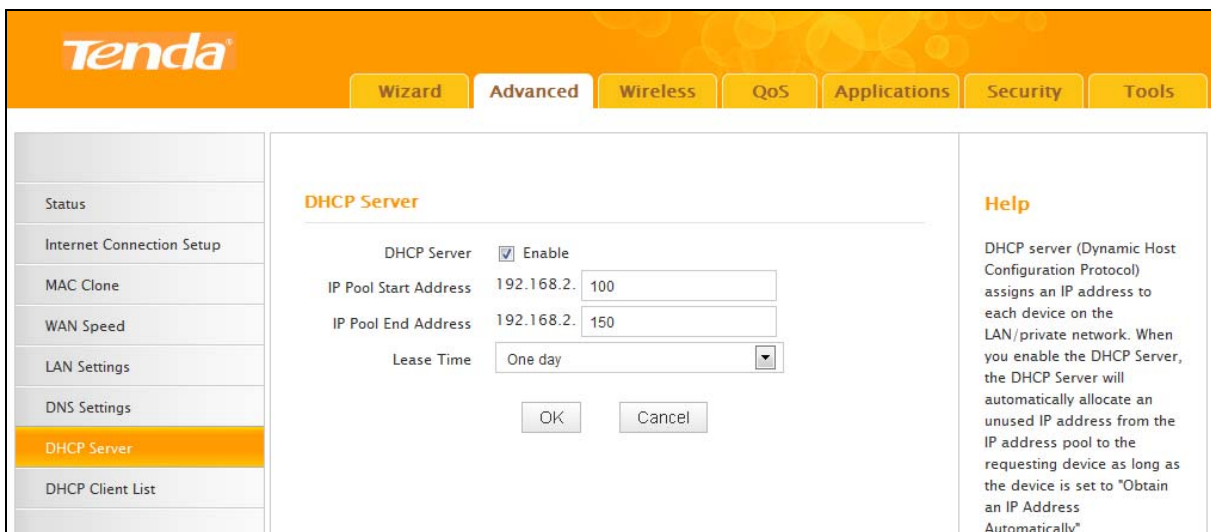 Tenda
Wizard Advanced Wireless QoS Applications Security Tools
Status
Internet Connection Setup
MAC Clone
WAN Speed
LAN Settings
DNS Settings
DHCP Server
DHCP Client List
DHCP Server
DHCP Server Enable
IP Pool Start Address 192.168.2. 100
IP Pool End Address 192.168.2. 150
Lease Time One day
OK Cancel
Help
DHCP server (Dynamic Host
Configuration Protocol)
assigns an IP address to
each device on the
LAN/private network. When
you enable the DHCP Server,
the DHCP Server will
automatically allocate an
unused IP address from the
IP address pool to the
requesting device as long as
the device is set to "Obtain
an IP Address
Automatically"